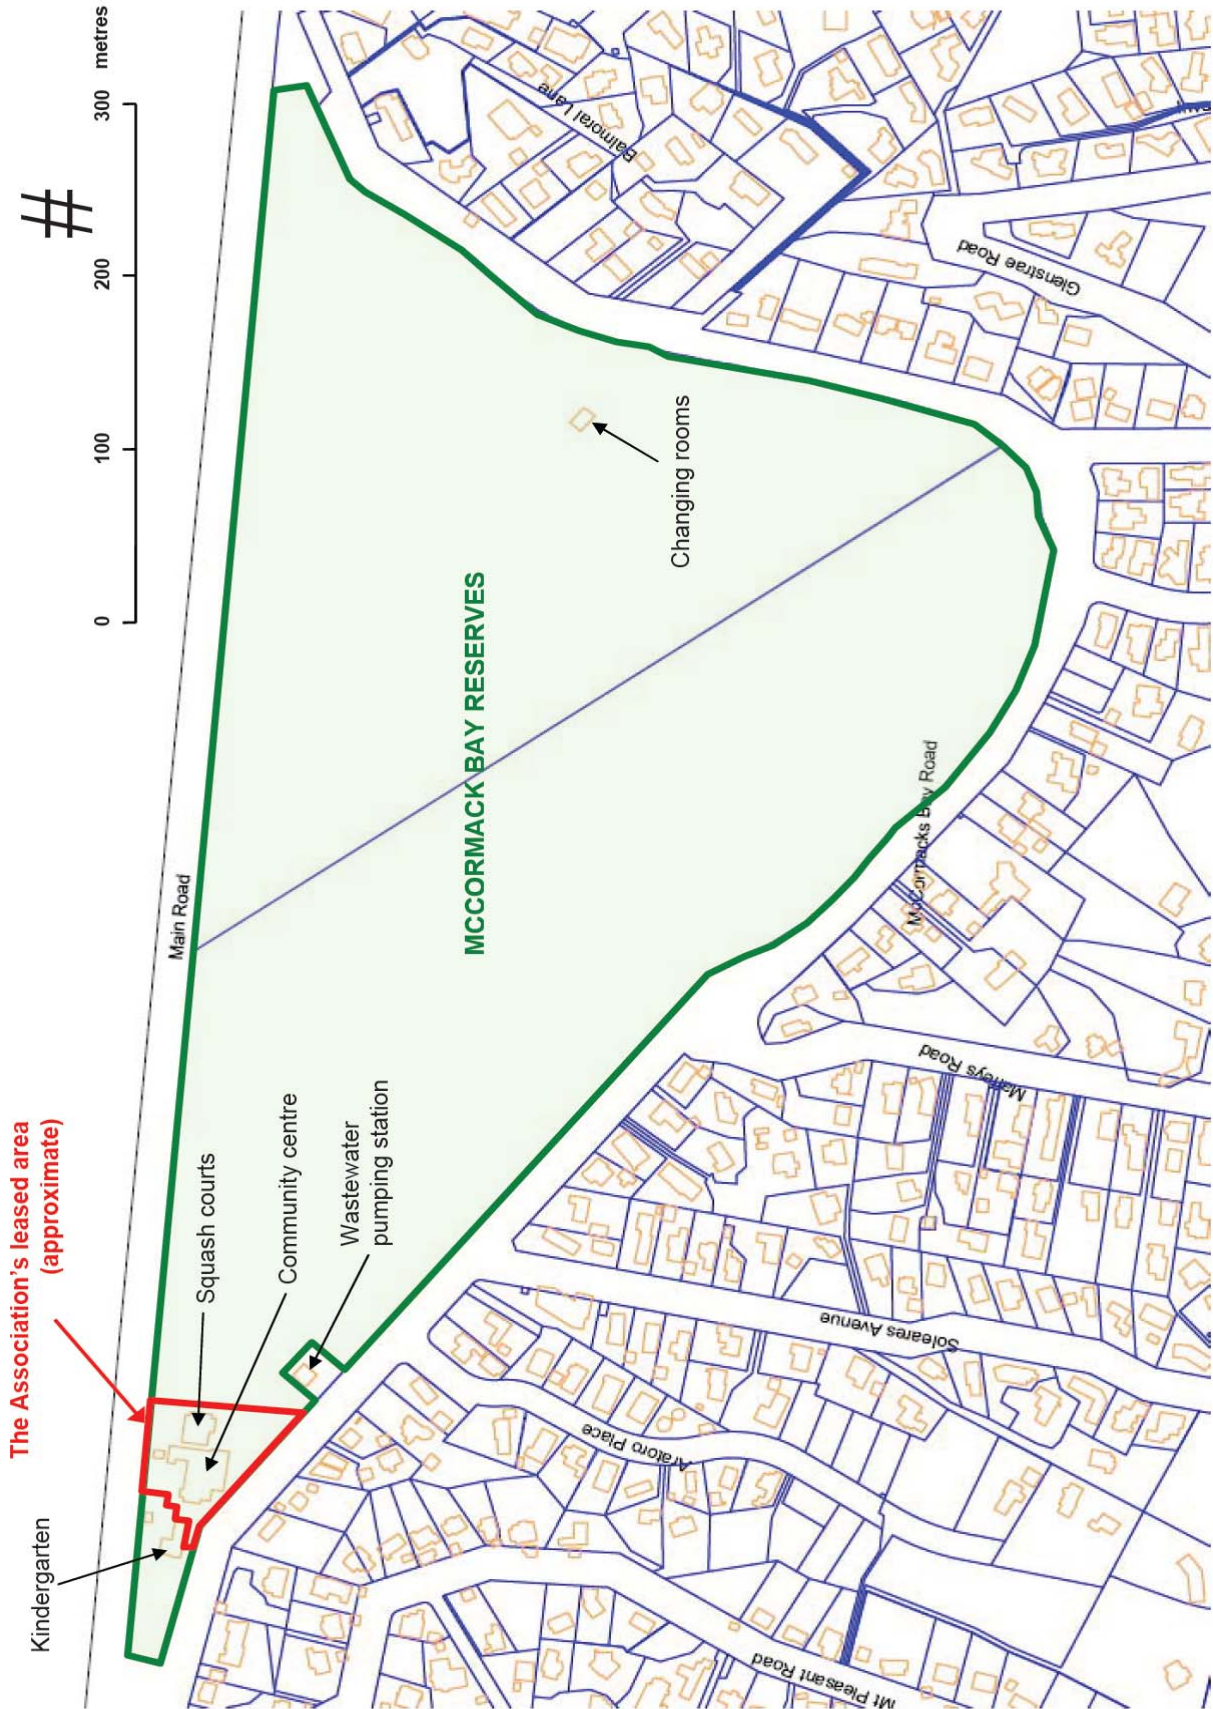 #
0 100 200 300 metres
The Association's leased area
(approximate)
Kindergarten
Main Road
Squash courts
Community centre
Wastewater
pumping station
MCCORMACK BAY RESERVES
Changing rooms
Balmoral Lane
Glenstrae Road
McCormacks Bay Road
Maffeys Road
Soleares Avenue
Aratoro Place
Mt Pleasant Road